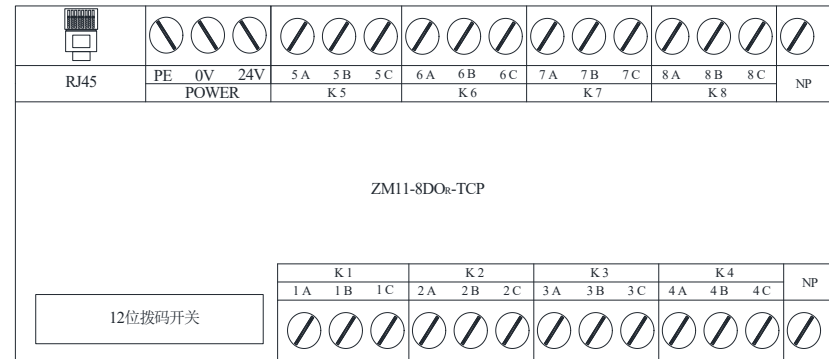 RJ45
PE 0V 24V
POWER
5A 5B 5C
K5
6A 6B 6C
K6
7A 7B 7C
K7
8A 8B 8C
K8
NP
ZM11-8DOR-TCP
K1
1A 1B 1C
K2
2A 2B 2C
K3
3A 3B 3C
K4
4A 4B 4C
NP
12位拨码开关